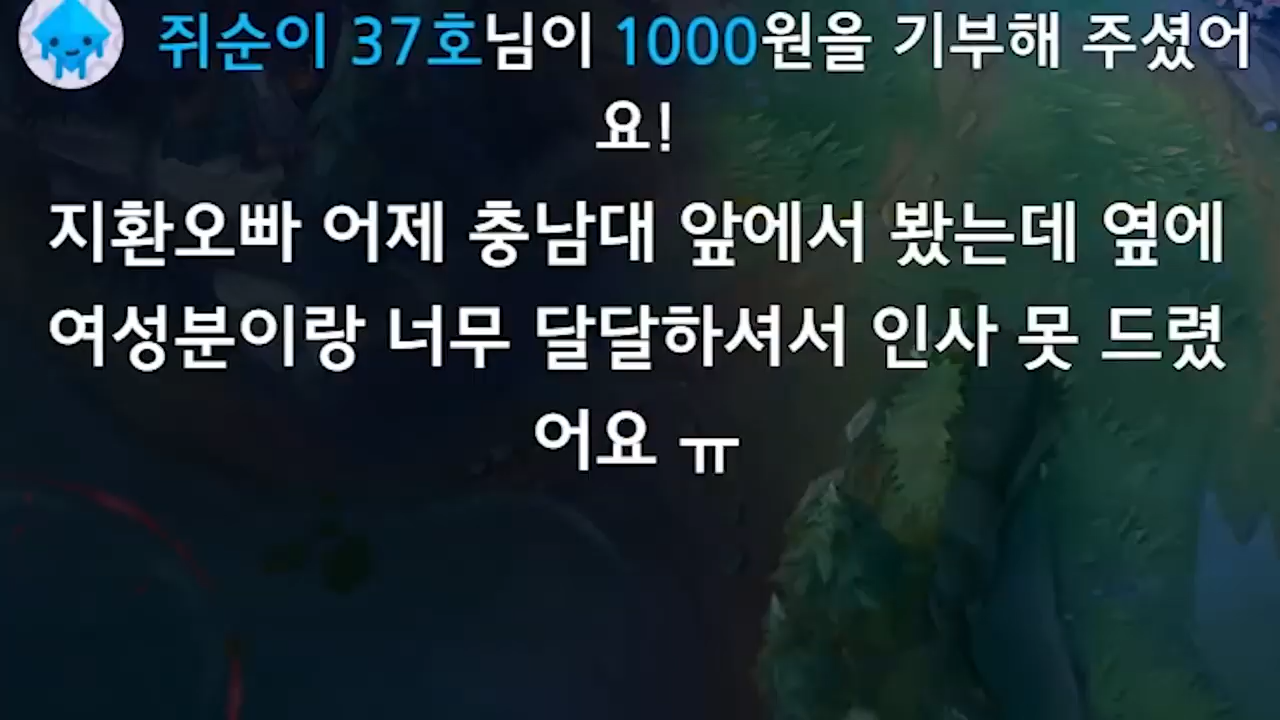 쥐순이 37호님이 1000원을 기부해 주셨어
요!
지환오빠 어제 충남대 앞에서 봤는데 옆에
여성분이랑 너무 달달하셔서 인사 못 드렸
어요 ㅠ